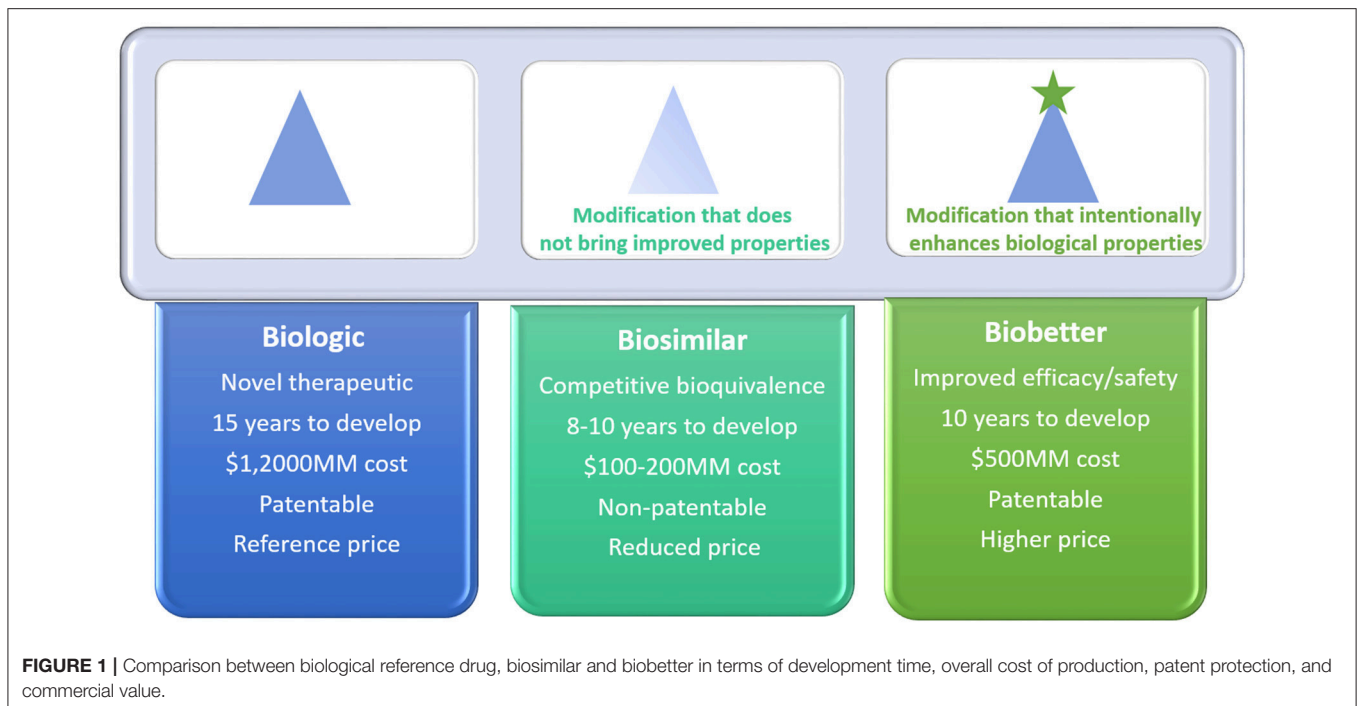 Modification that does
not bring improved properties
Modification that intentionally
enhances biological properties
Biologic
Novel therapeutic
15 years to develop
$1,2000MM cost
Patentable
Reference price
Biosimilar
Competitive bioquivalence
8-10 years to develop
$100-200MM cost
Non-patentable
Reduced price
Biobetter
Improved efficacy/safety
10 years to develop
$500MM cost
Patentable
Higher price
FIGURE 1 | Comparison between biological reference drug, biosimilar and biobetter in terms of development time, overall cost of production, patent protection, and
commercial value.